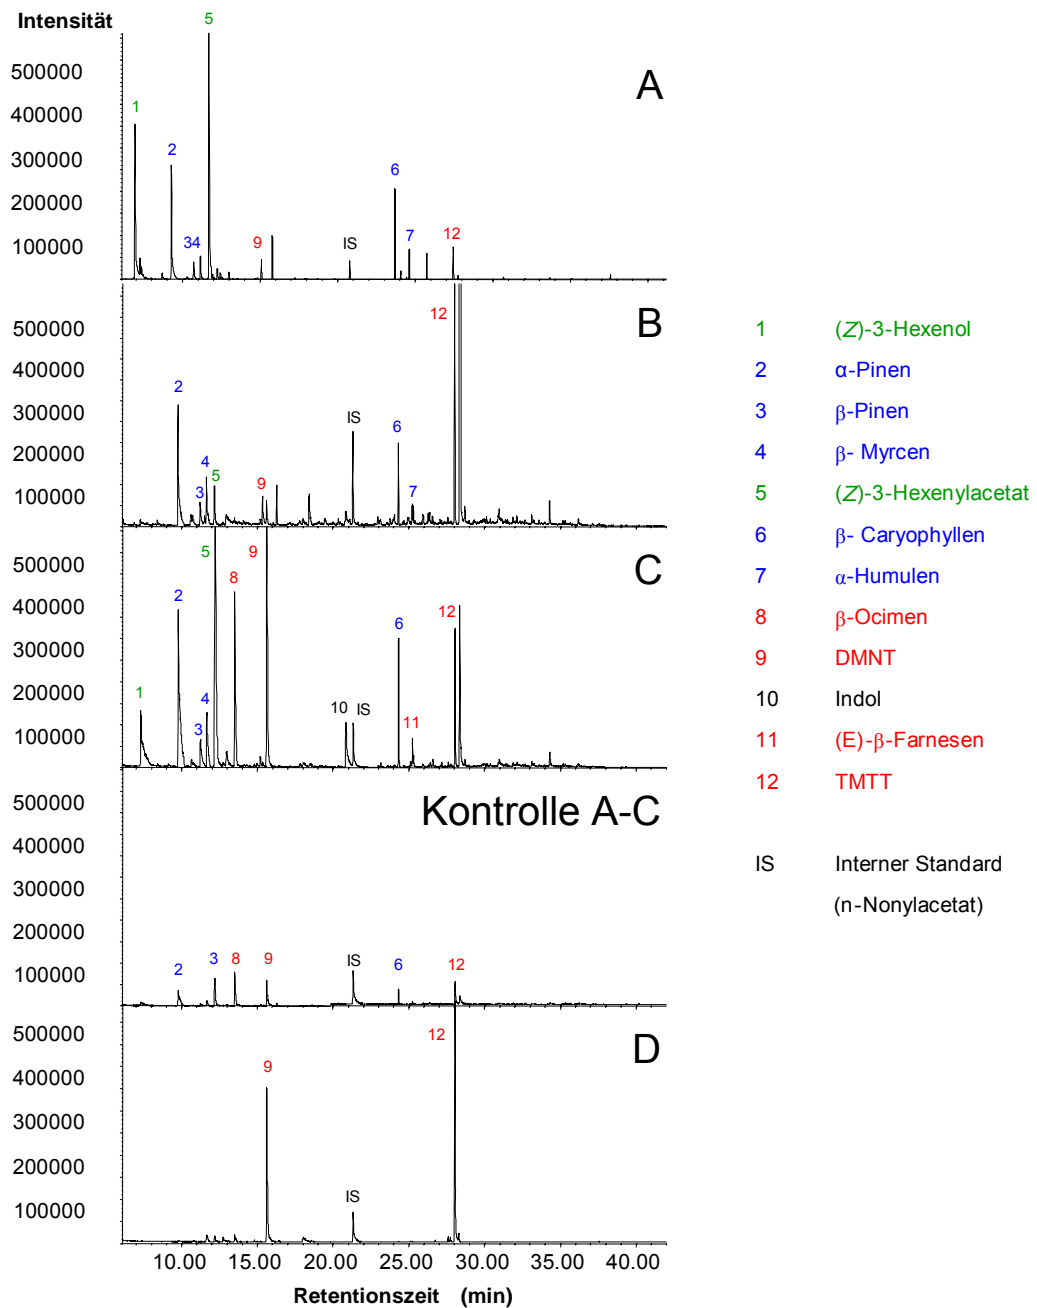 Intensität
5
A
500000
400000
300000
200000
100000
1
2
34
9
IS
6
7
12
B
500000
400000
300000
200000
100000
2
3
4
5
9
IS
6
7
12
C
500000
400000
300000
200000
100000
1
2
3
4
5
8
9
10
IS
6
11
12
Kontrolle A-C
500000
400000
300000
200000
100000
2
3
8
9
IS
6
12
D
500000
400000
300000
200000
100000
9
IS
12
10.00 15.00 20.00 25.00 30.00 35.00 40.00
Retentionszeit (min)
1 (Z)-3-Hexenol
2 α-Pinen
3 β-Pinen
4 β- Myrcen
5 (Z)-3-Hexenylacetat
6 β- Caryophyllen
7 α-Humulen
8 β-Ocimen
9 DMNT
10 Indol
11 (E)-β-Farnesen
12 TMTT
IS Interner Standard
(n-Nonylacetat)